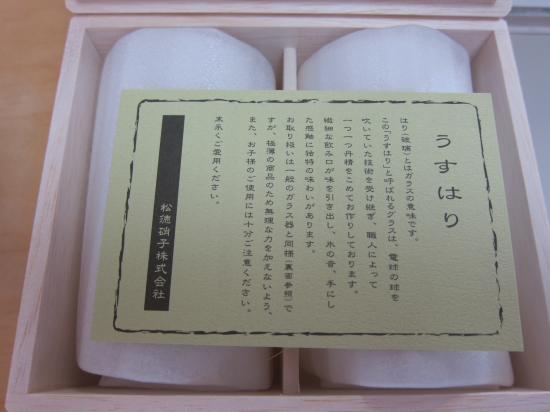 うすはり
はり(玻璃)とはガラスの意味です。
この「うすはり」と呼ばれるグラスは、電球の球を
吹いていた技術を受け継ぎ、職人によって
一つ一つ丹精をこめてお作りしております。
繊細な飲み口が味を引き出し、氷の音、手にし
た感触に独特の味わいがあります。
お取り扱いは一般のガラス器と同様(裏面参照)で
すが、極薄の商品のため無理な力を加えないよう、
また、お子様のご使用には十分ご注意ください。
末永くご愛用ください。
松徳硝子株式会社